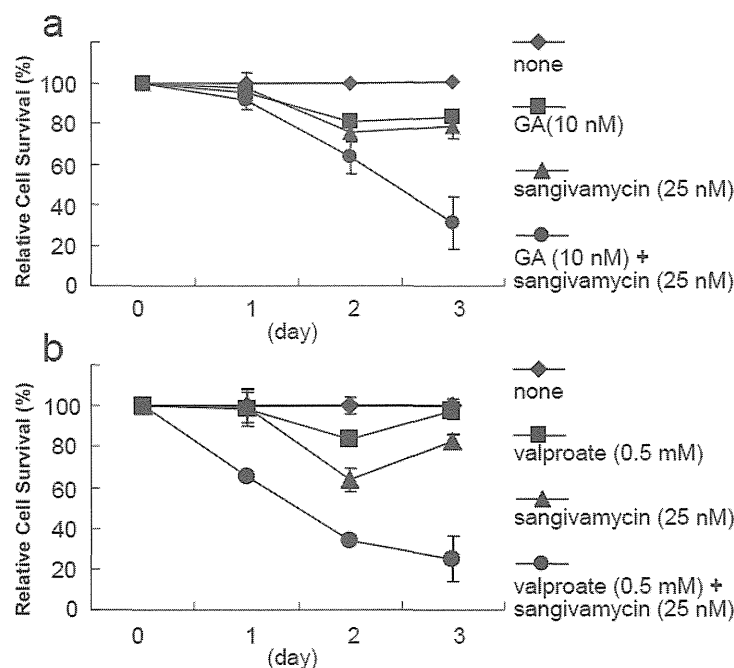 a
Relative Cell Survival (%)
100
80
60
40
20
0
0 1 2 3
(day)
none
GA(10 nM)
sangivamycin (25 nM)
GA (10 nM) +
sangivamycin (25 nM)
b
Relative Cell Survival (%)
100
80
60
40
20
0
0 1 2 3
(day)
none
valproate (0.5 mM)
sangivamycin (25 nM)
valproate (0.5 mM) +
sangivamycin (25 nM)